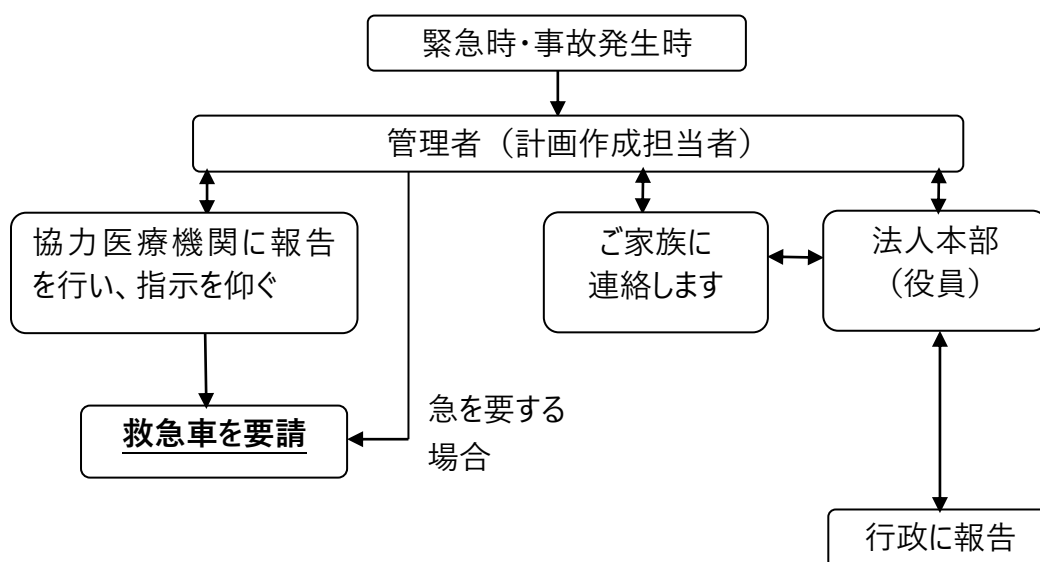 緊急時・事故発生時
管理者（計画作成担当者）
協力医療機関に報告
を行い、指示を仰ぐ
ご家族に
連絡します
法人本部
（役員）
救急車を要請
急を要する
場合
行政に報告